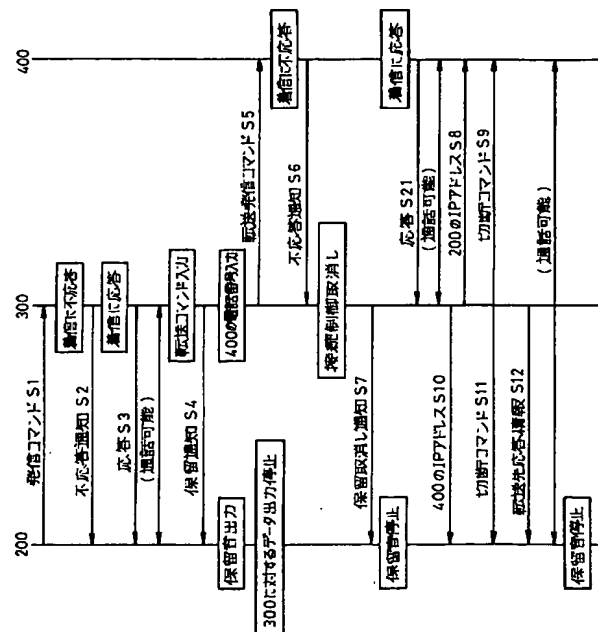 200
300
400
発信コマンド S1
着信に不応答
不応答通知 S2
着信に応答
応答 S3
(通話可能)
転送コマンド入力
保留通知 S4
保留音出力
400の電話番号入力
300に対するデータ出力停止
転送発信コマンド S5
着信に不応答
不応答通知 S6
接続制御取消し
保留取消し通知 S7
保留音停止
着信に応答
応答 S21
(通話可能)
200のIPアドレス S8
400のIPアドレス S10
切断コマンド S9
切断コマンド S11
転送先応答情報 S12
(通話可能)
保留音停止